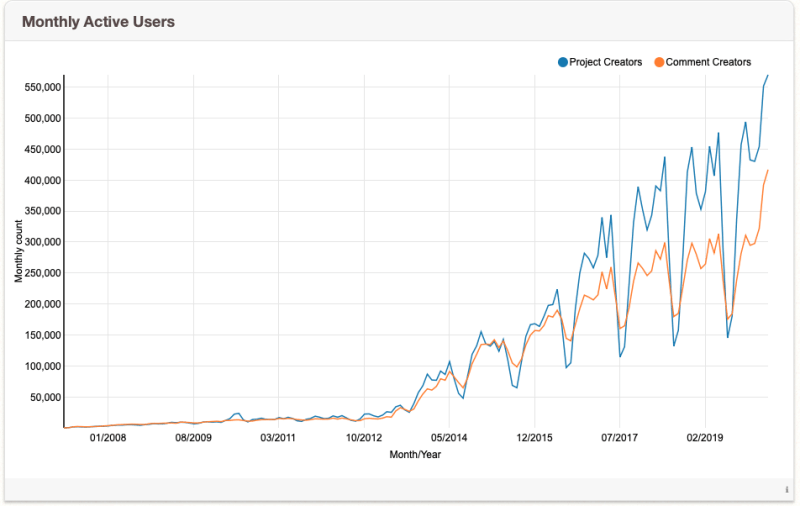 Monthly Active Users
Project Creators Comment Creators
550,000
500,000
450,000
400,000
350,000
300,000
250,000
200,000
150,000
100,000
50,000
Monthly count
01/2008 08/2009 03/2011 10/2012 05/2014 12/2015 07/2017 02/2019
Month/Year
i